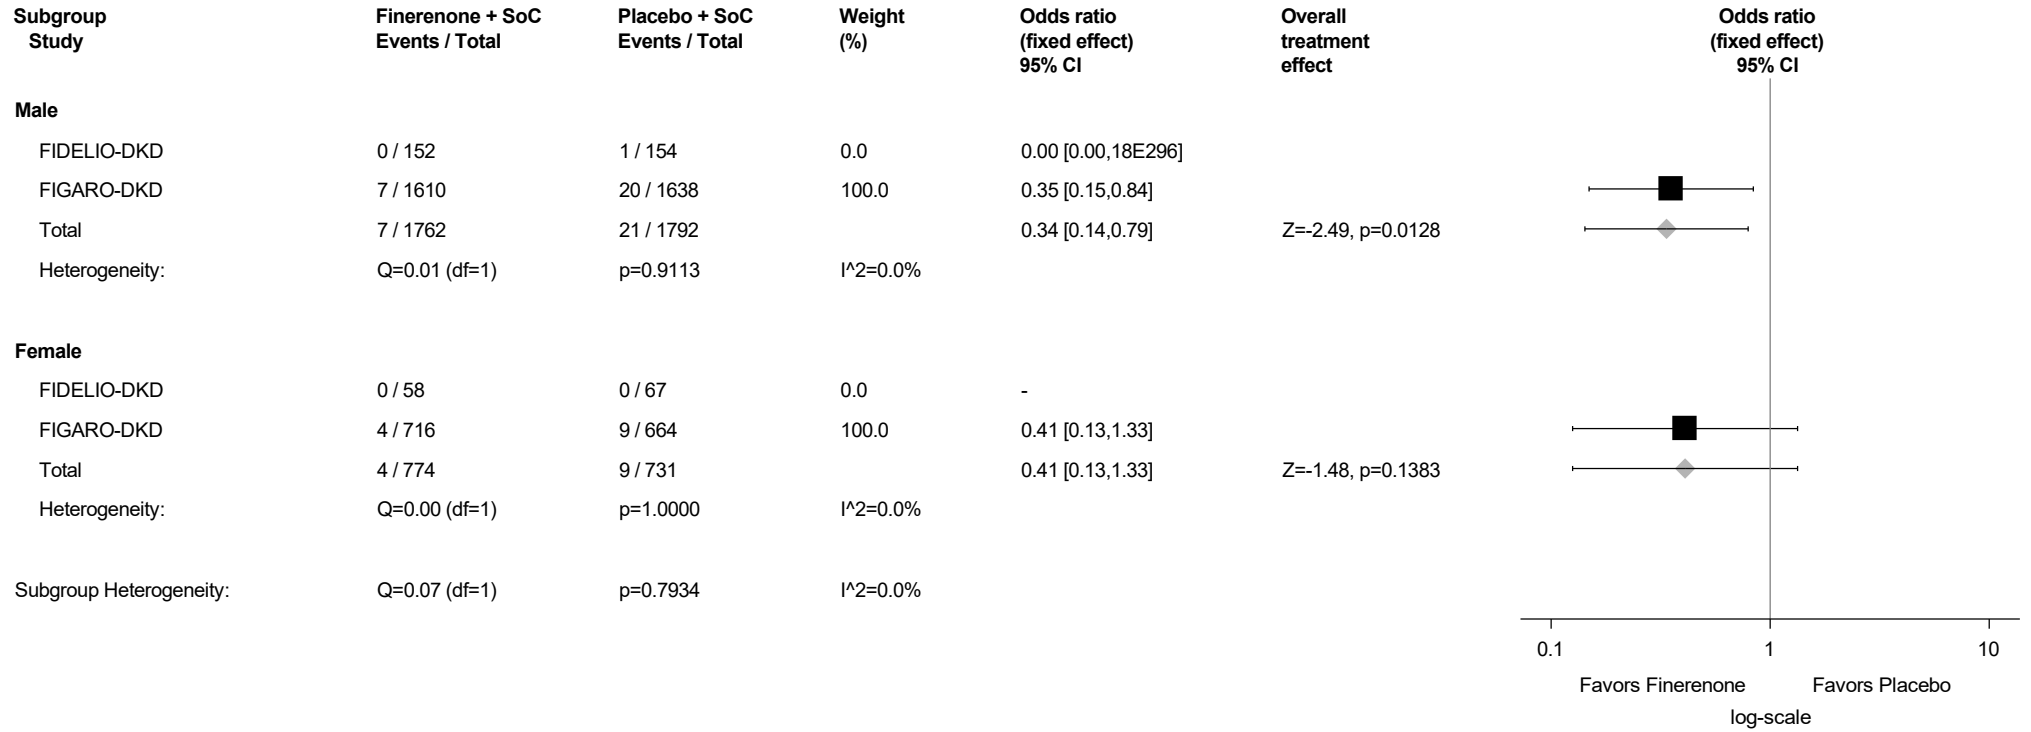 Subgroup Finerenone + SoC Placebo + SoC Weight Odds ratio Overall Odds ratio
Study Events / Total Events / Total (%) (fixed effect) treatment (fixed effect)
95% CI effect 95% CI
Male
FIDELIO-DKD 0 / 152 1 / 154 0.0 0.00 [0.00,18E296]
FIGARO-DKD 7 / 1610 20 / 1638 100.0 0.35 [0.15,0.84]
Total 7 / 1762 21 / 1792 0.34 [0.14,0.79] Z=-2.49, p=0.0128
Heterogeneity: Q=0.01 (df=1) p=0.9113 I^2=0.0%
Female
FIDELIO-DKD 0 / 58 0 / 67 0.0 -
FIGARO-DKD 4 / 716 9 / 664 100.0 0.41 [0.13,1.33]
Total 4 / 774 9 / 731 0.41 [0.13,1.33] Z=-1.48, p=0.1383
Heterogeneity: Q=0.00 (df=1) p=1.0000 I^2=0.0%
Subgroup Heterogeneity: Q=0.07 (df=1) p=0.7934 I^2=0.0%
0.1 1 10
Favors Finerenone Favors Placebo
log-scale